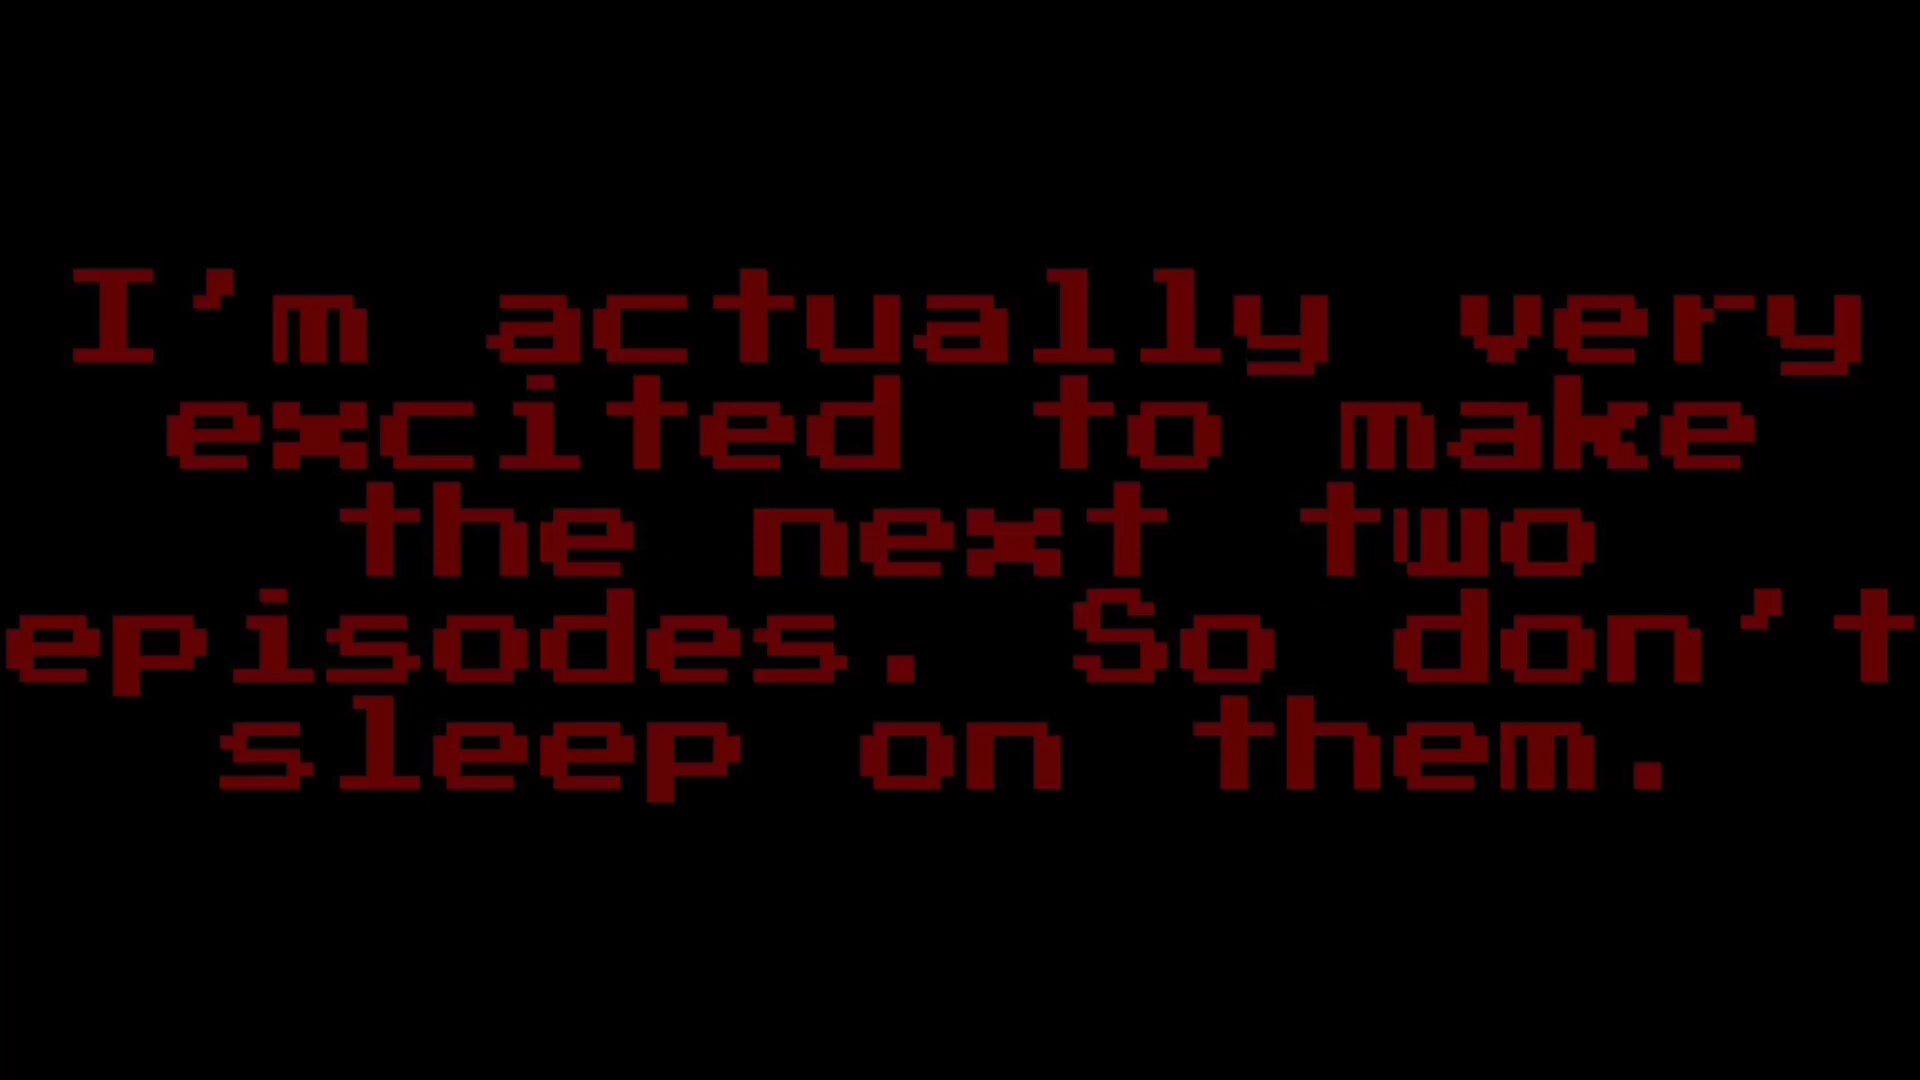 I'm actually very
excited to make
the next two
episodes. So don't
sleep on them.